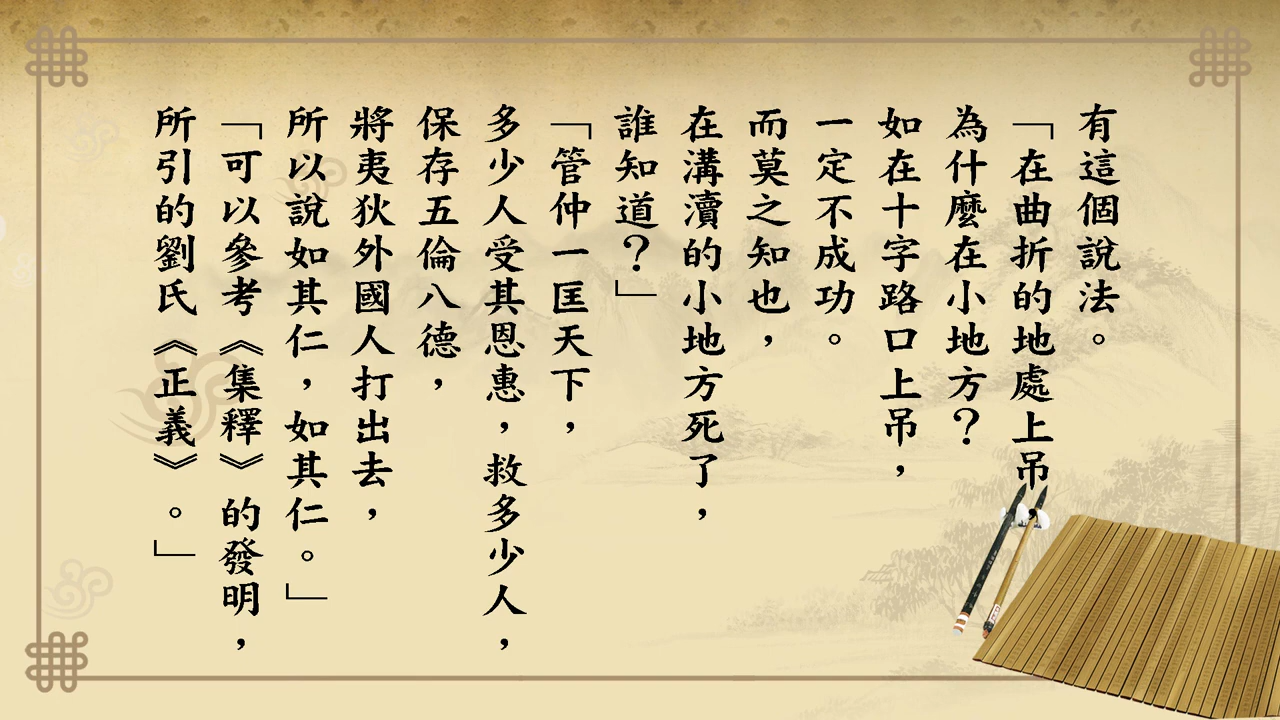 有這個說法。
「在曲折的地處上吊
為什麼在小地方？
如在十字路口上吊，
一定不成功。
而莫之知也，
在溝瀆的小地方死了，
誰知道？」
「管仲一匡天下，
多少人受其恩惠，救多少人，
保存五倫八德，
將夷狄外國人打出去，
所以說如其仁，如其仁。」
「可以參考《集釋》的發明，
所引的劉氏《正義》。」